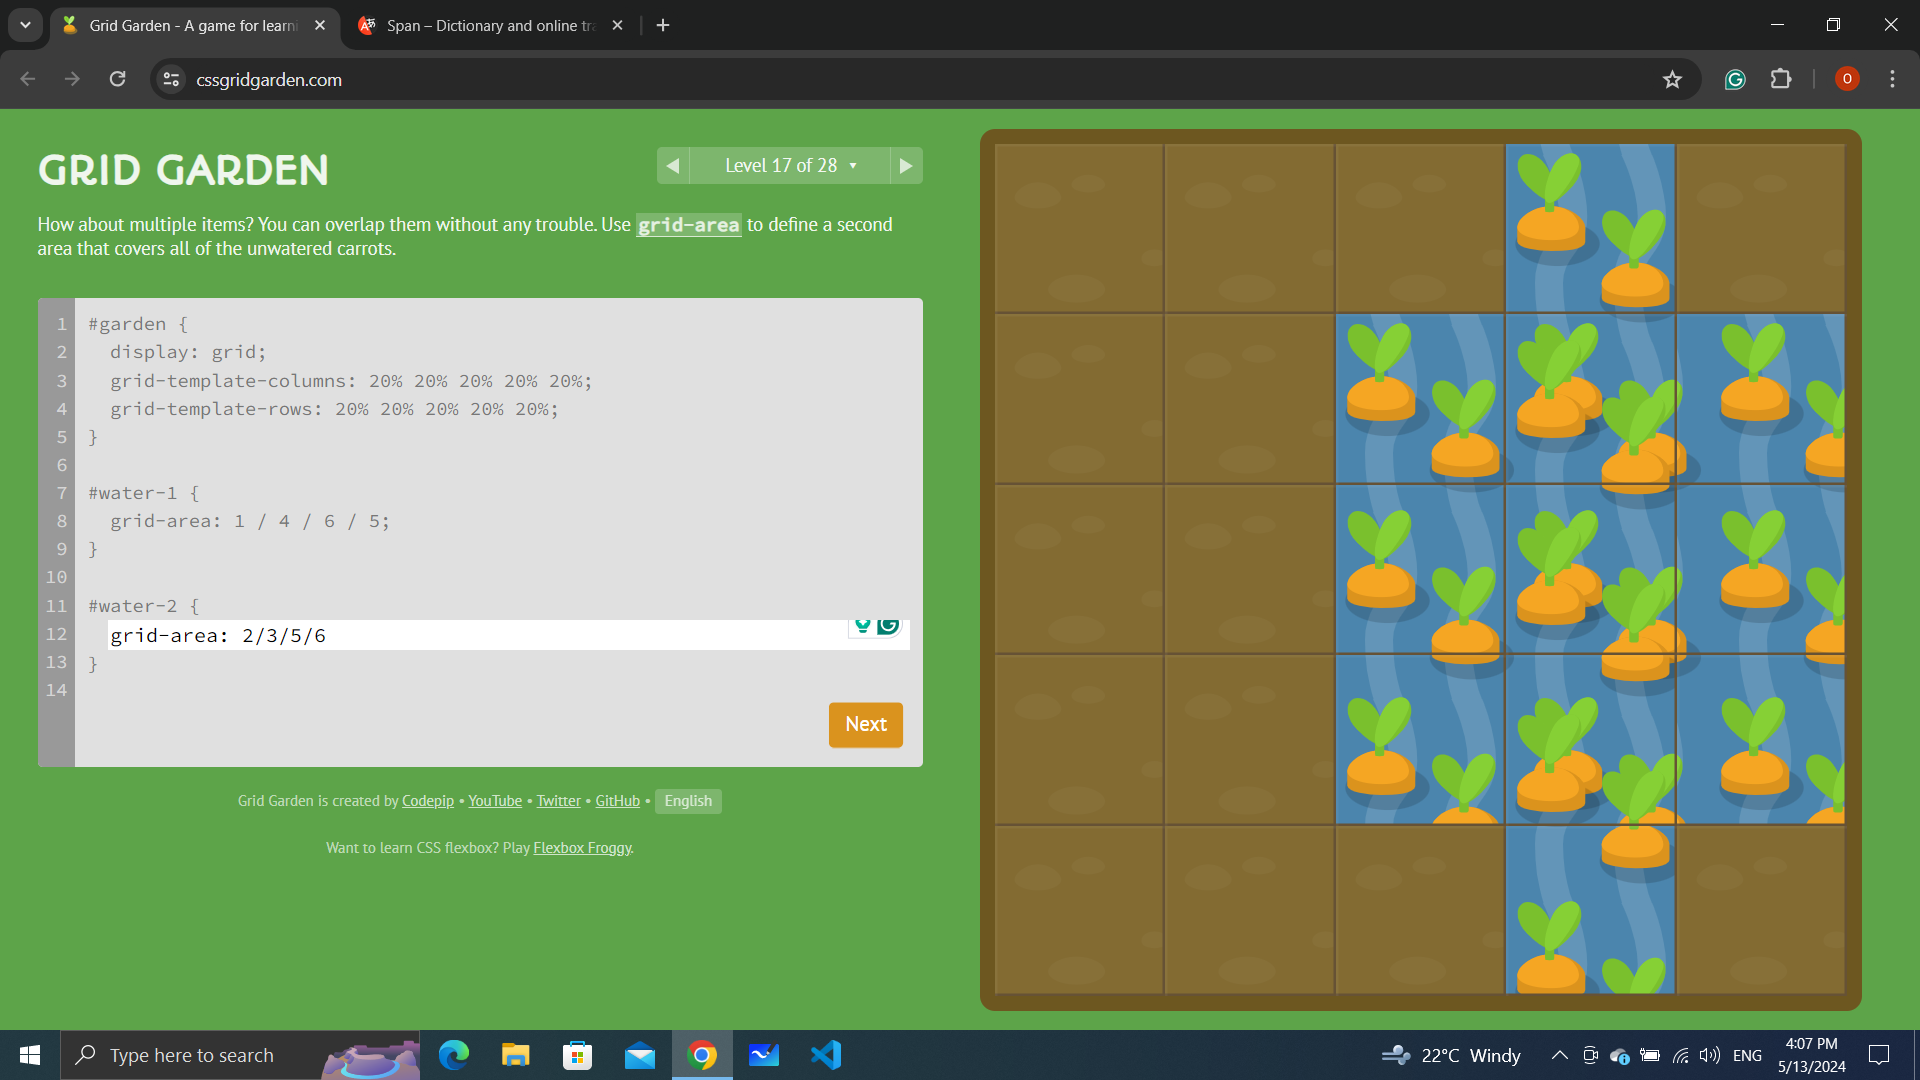 Grid Garden - A game for learni
Span – Dictionary and online tra
cssgridgarden.com
O
GRID GARDEN
Level 17 of 28
How about multiple items? You can overlap them without any trouble. Use grid-area to define a second
area that covers all of the unwatered carrots.
1 #garden {
2 display: grid;
3 grid-template-columns: 20% 20% 20% 20% 20%;
4 grid-template-rows: 20% 20% 20% 20% 20%;
5 }
6
7 #water-1 {
8 grid-area: 1 / 4 / 6 / 5;
9 }
10
11 #water-2 {
12 grid-area: 2/3/5/6
13 }
14
Next
Grid Garden is created by Codepip • YouTube • Twitter • GitHub • English
Want to learn CSS flexbox? Play Flexbox Froggy.
Type here to search
22°C Windy
ENG
4:07 PM
5/13/2024